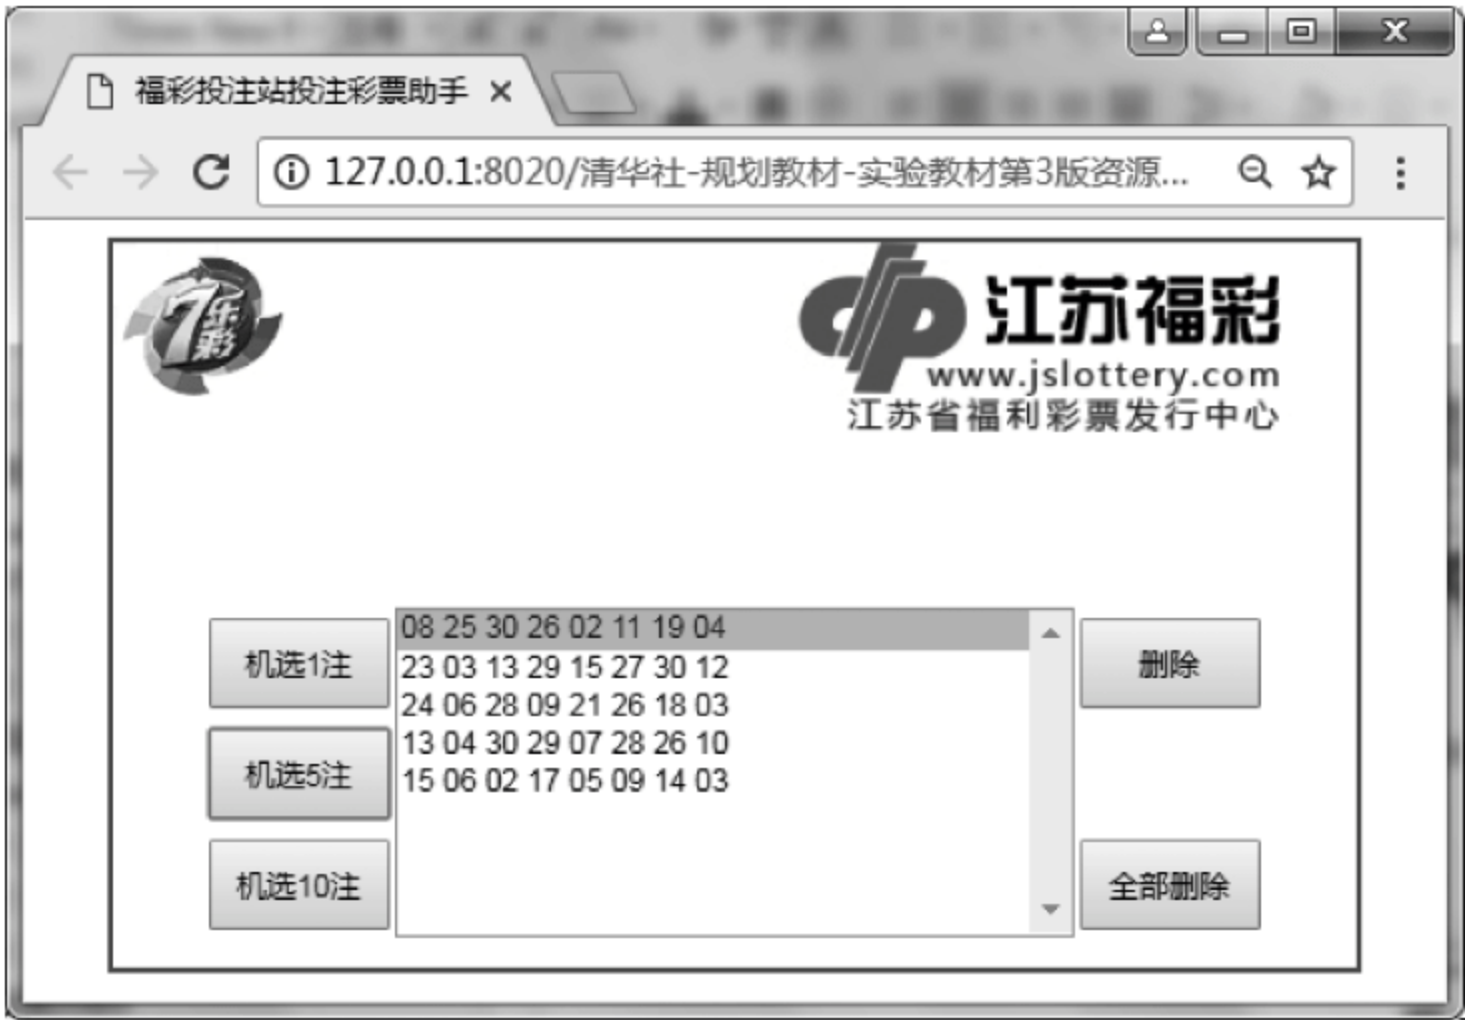 福彩投注站投注彩票助手
127.0.0.1:8020/清华社-规划教材-实验教材第3版资源...
7乐彩
江苏福彩
www.jslottery.com
江苏省福利彩票发行中心
机选1注
机选5注
机选10注
08 25 30 26 02 11 19 04
23 03 13 29 15 27 30 12
24 06 28 09 21 26 18 03
13 04 30 29 07 28 26 10
15 06 02 17 05 09 14 03
删除
全部删除